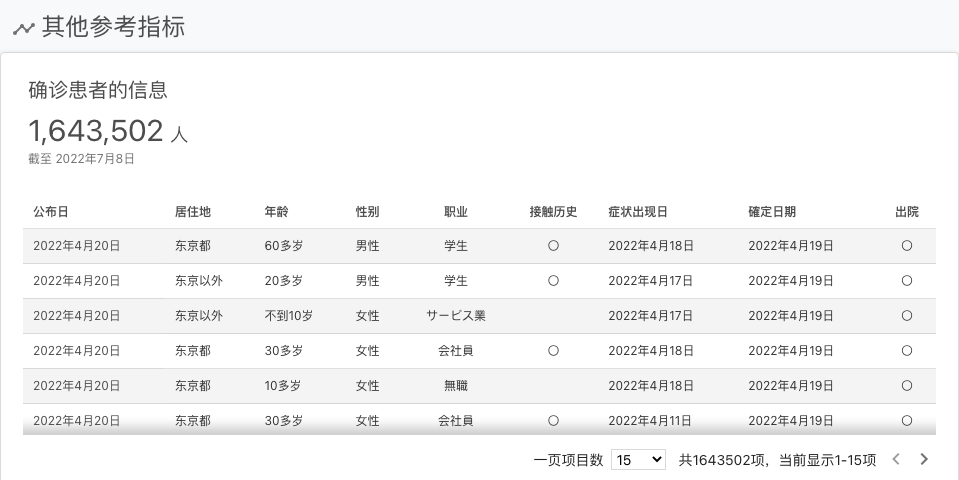 其他参考指标
确诊患者的信息
1,643,502 人
截至 2022年7月8日
公布日 居住地 年龄 性别 职业 接触历史 症状出现日 確定日期 出院
2022年4月20日 东京都 60多岁 男性 学生 〇 2022年4月18日 2022年4月19日 〇
2022年4月20日 东京以外 20多岁 男性 学生 〇 2022年4月17日 2022年4月19日 〇
2022年4月20日 东京以外 不到10岁 女性 サービス業 2022年4月17日 2022年4月19日 〇
2022年4月20日 东京都 30多岁 女性 会社員 〇 2022年4月18日 2022年4月19日 〇
2022年4月20日 东京都 10多岁 女性 無職 2022年4月18日 2022年4月19日 〇
2022年4月20日 东京都 30多岁 女性 会社員 〇 2022年4月11日 2022年4月19日 〇
一页项目数 15 共1643502项，当前显示1-15项